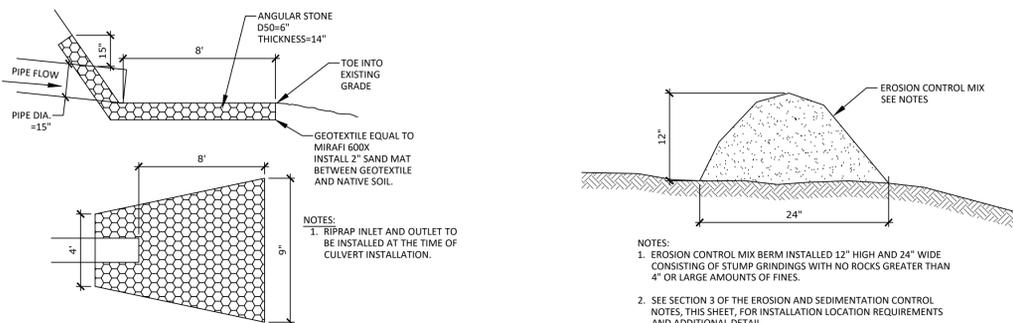 ANGULAR STONE
D50=6"
THICKNESS=14"
15"
8'
TOE INTO
EXISTING
GRADE
PIPE FLOW
PIPE DIA.
=15"
GEOTEXTILE EQUAL TO
MIRAFI 600X
INSTALL 2" SAND MAT
BETWEEN GEOTEXTILE
AND NATIVE SOIL.
8'
4'
9"
NOTES:
1. RIPRAP INLET AND OUTLET TO
BE INSTALLED AT THE TIME OF
CULVERT INSTALLATION.
EROSION CONTROL MIX
SEE NOTES
12"
24"
NOTES:
1. EROSION CONTROL MIX BERM INSTALLED 12" HIGH AND 24" WIDE
CONSISTING OF STUMP GRINDINGS WITH NO ROCKS GREATER THAN
4" OR LARGE AMOUNTS OF FINES.
2. SEE SECTION 3 OF THE EROSION AND SEDIMENTATION CONTROL
NOTES, THIS SHEET, FOR INSTALLATION LOCATION REQUIREMENTS
AND ADDITIONAL DETAIL